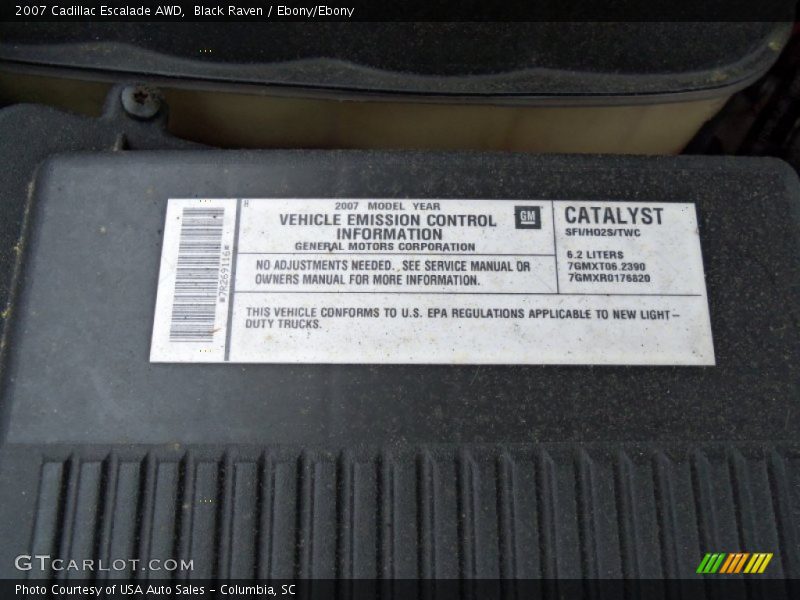 2007 Cadillac Escalade AWD, Black Raven / Ebony/Ebony
H
2007 MODEL YEAR
VEHICLE EMISSION CONTROL
INFORMATION
GENERAL MOTORS CORPORATION
GM
CATALYST
SFI/HO2S/TWC
6.2 LITERS
7GMXT06.2390
7GMXR0176820
NO ADJUSTMENTS NEEDED. SEE SERVICE MANUAL OR
OWNERS MANUAL FOR MORE INFORMATION.
THIS VEHICLE CONFORMS TO U.S. EPA REGULATIONS APPLICABLE TO NEW LIGHT-
DUTY TRUCKS.
*7R269116*
GTCARLOT.COM
Photo Courtesy of USA Auto Sales - Columbia, SC